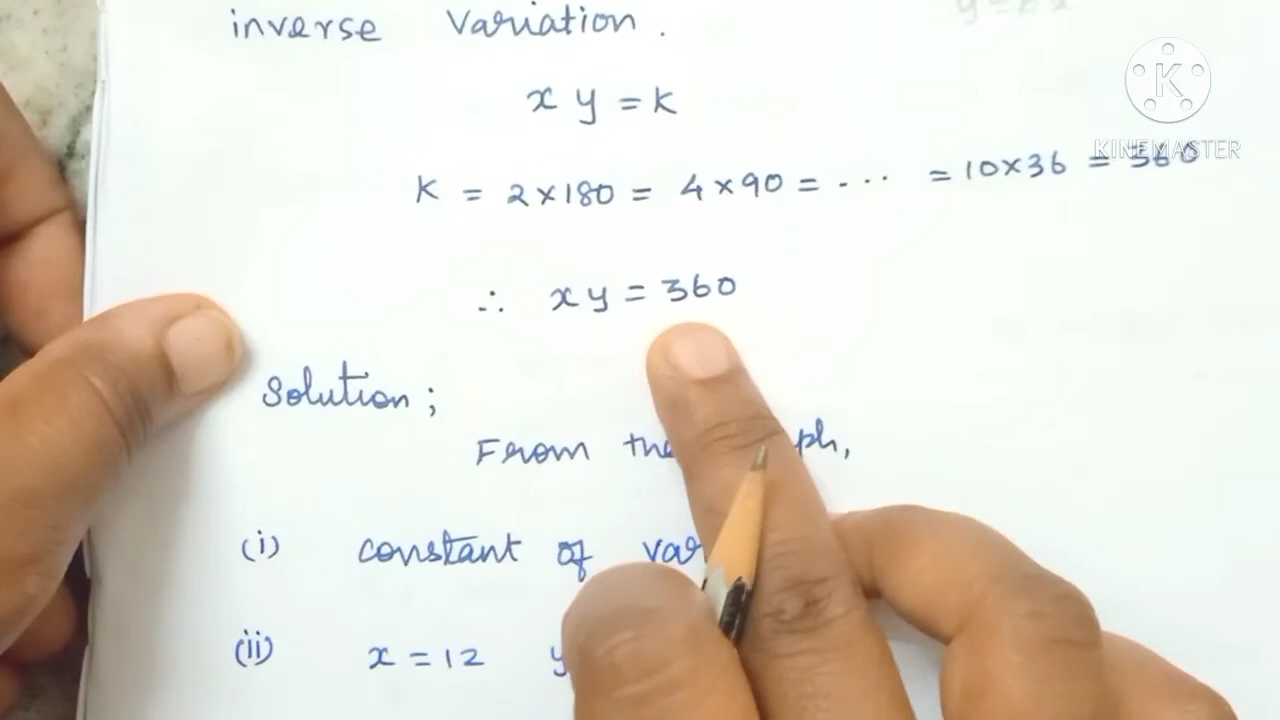 inverse variation.
x y = k
K = 2×180 = 4×90 = ... = 10×36 = 360
∴ xy = 360
Solution;
From the
(i) constant of
(ii) x = 12 y
K
KINEMASTER